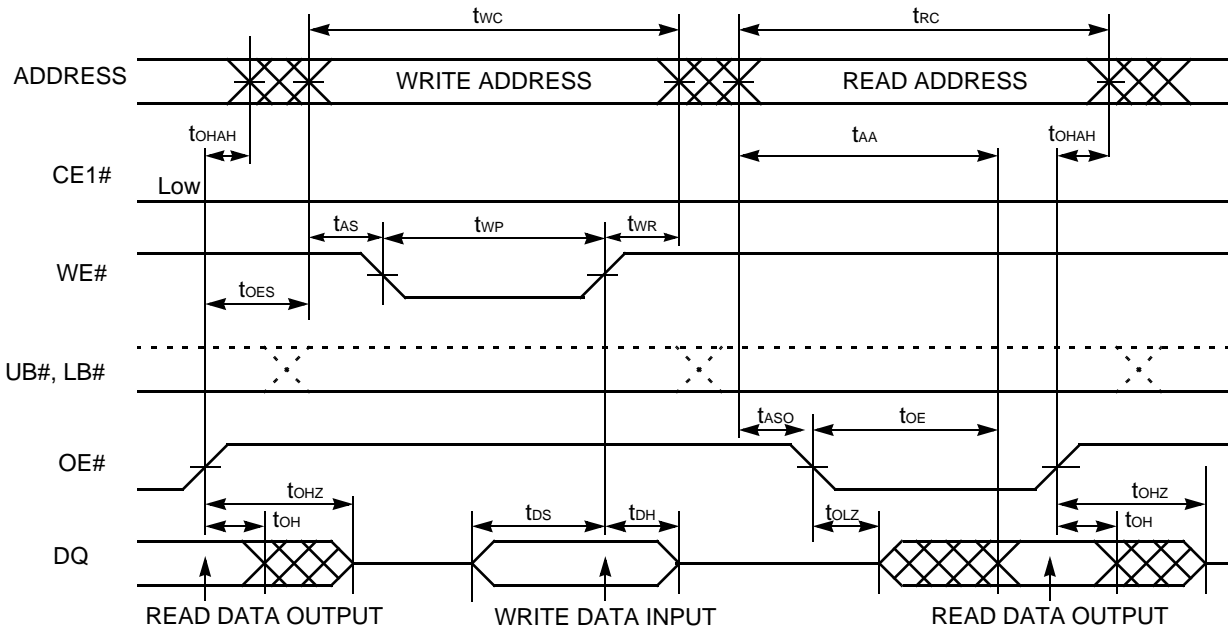 tWC
tRC
ADDRESS
WRITE ADDRESS
READ ADDRESS
tOHAH
tAA
tOHAH
CE1#
Low
tAS
tWP
tWR
WE#
tOES
UB#, LB#
tASO
tOE
OE#
tOHZ
tOHZ
tOH
tDS
tDH
tOLZ
tOH
DQ
READ DATA OUTPUT
WRITE DATA INPUT
READ DATA OUTPUT